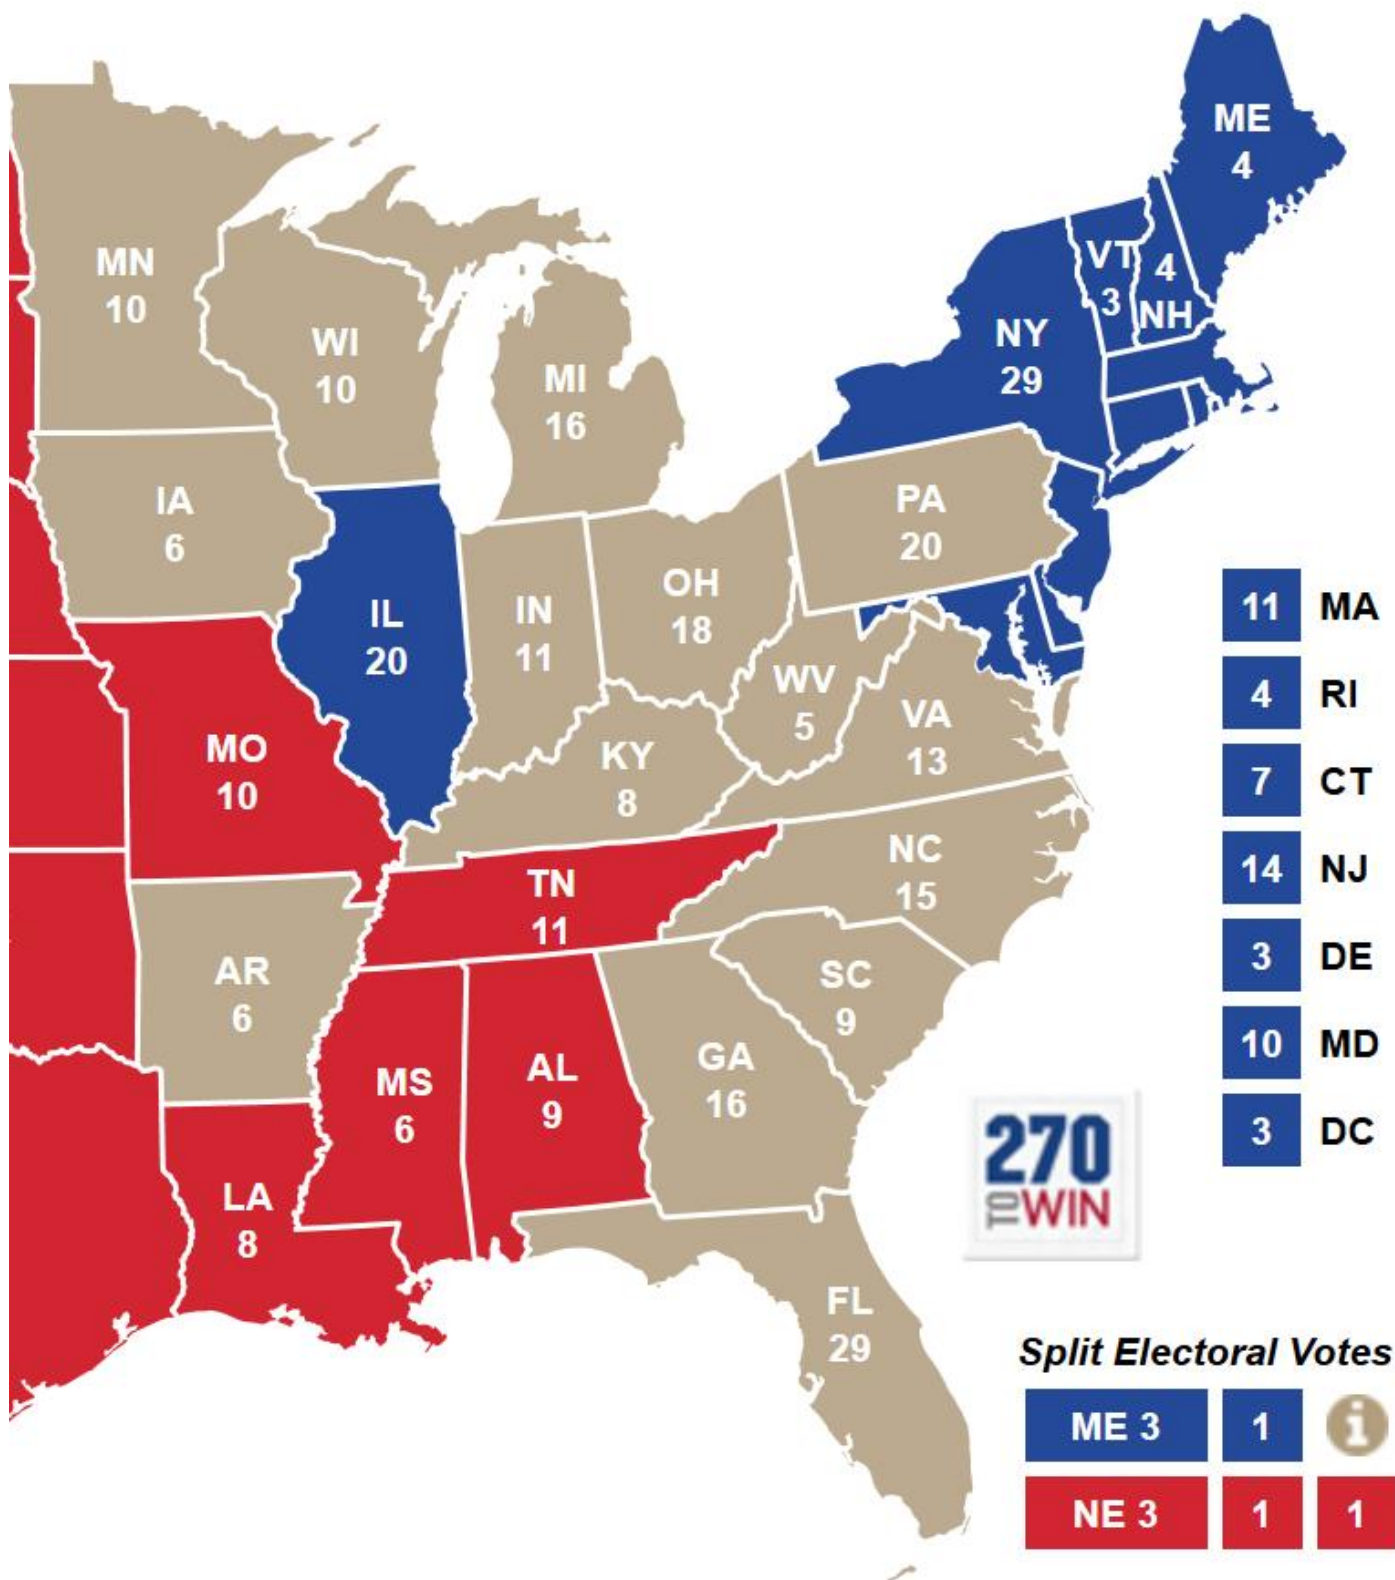 ME
4
VT
3
4
NH
NY
29
MN
10
WI
10
MI
16
IA
6
PA
20
IL
20
IN
11
OH
18
WV
5
VA
13
MO
10
KY
8
NC
15
TN
11
AR
6
SC
9
MS
6
AL
9
GA
16
LA
8
FL
29
11 MA
4 RI
7 CT
14 NJ
3 DE
10 MD
3 DC
270
TO WIN
Split Electoral Votes
ME 3 1 i
NE 3 1 1